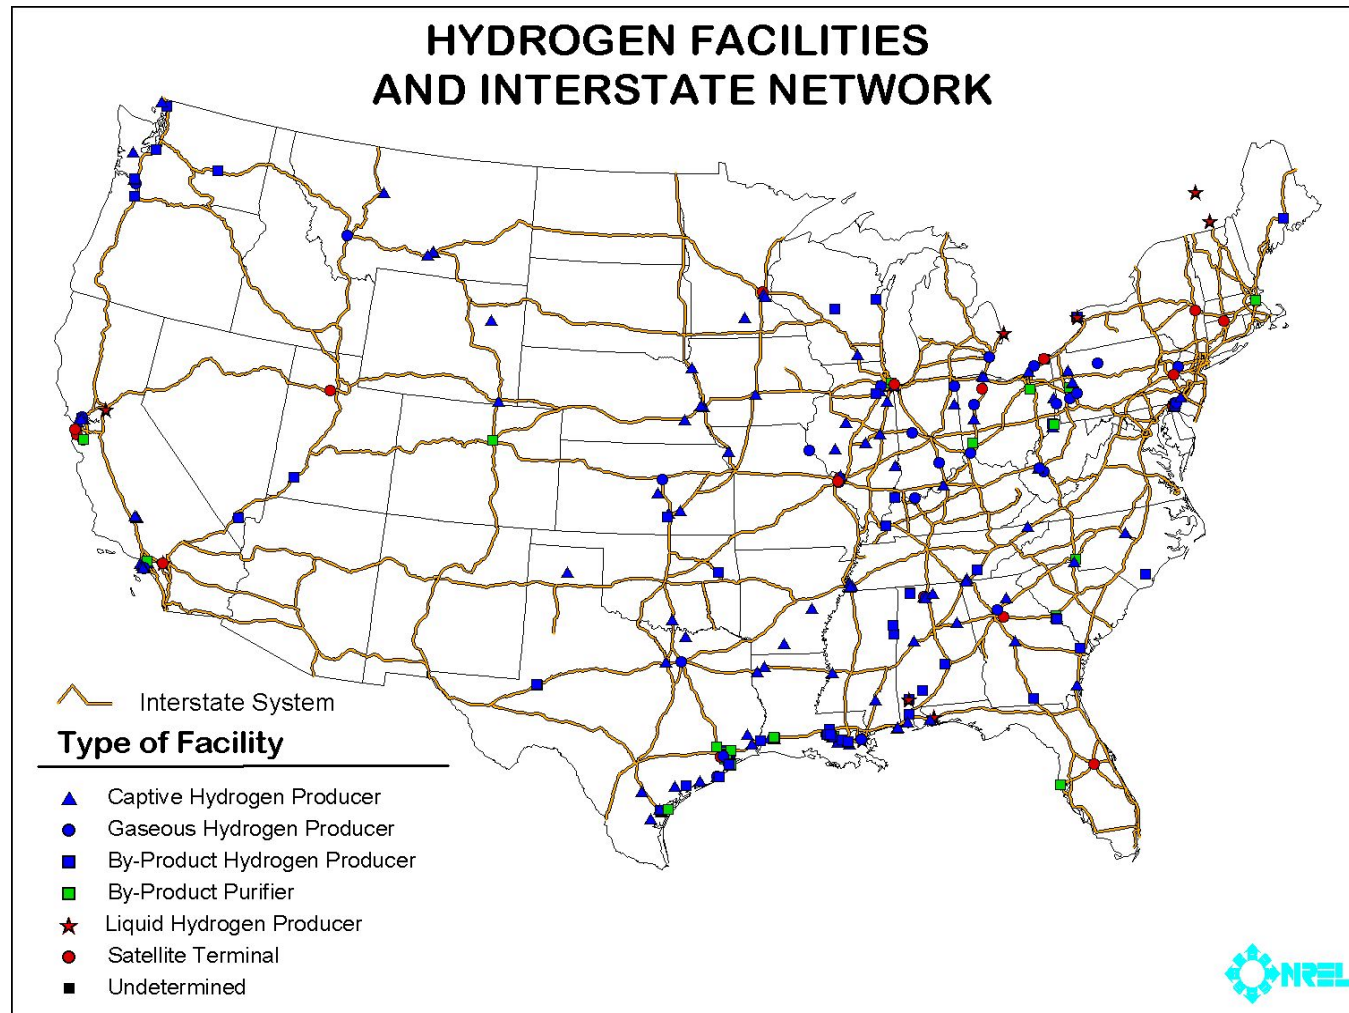 HYDROGEN FACILITIES
AND INTERSTATE NETWORK
Interstate System
Type of Facility
Captive Hydrogen Producer
Gaseous Hydrogen Producer
By-Product Hydrogen Producer
By-Product Purifier
Liquid Hydrogen Producer
Satellite Terminal
Undetermined
NREL